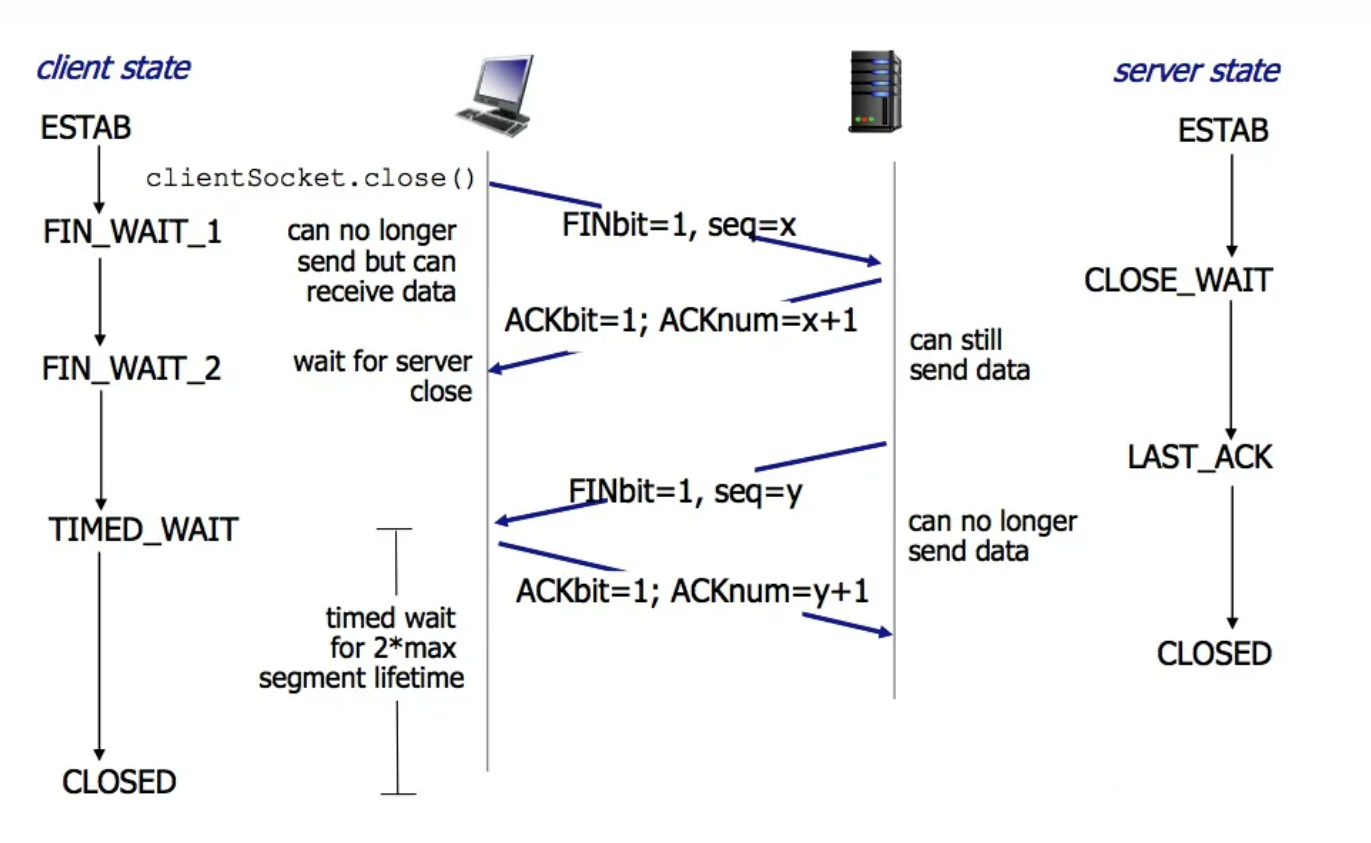 client state
server state
ESTAB
ESTAB
clientSocket.close()
FINbit=1, seq=x
FIN_WAIT_1
can no longer
send but can
receive data
CLOSE_WAIT
ACKbit=1; ACKnum=x+1
can still
send data
FIN_WAIT_2
wait for server
close
LAST_ACK
FINbit=1, seq=y
TIMED_WAIT
can no longer
send data
ACKbit=1; ACKnum=y+1
timed wait
for 2*max
segment lifetime
CLOSED
CLOSED